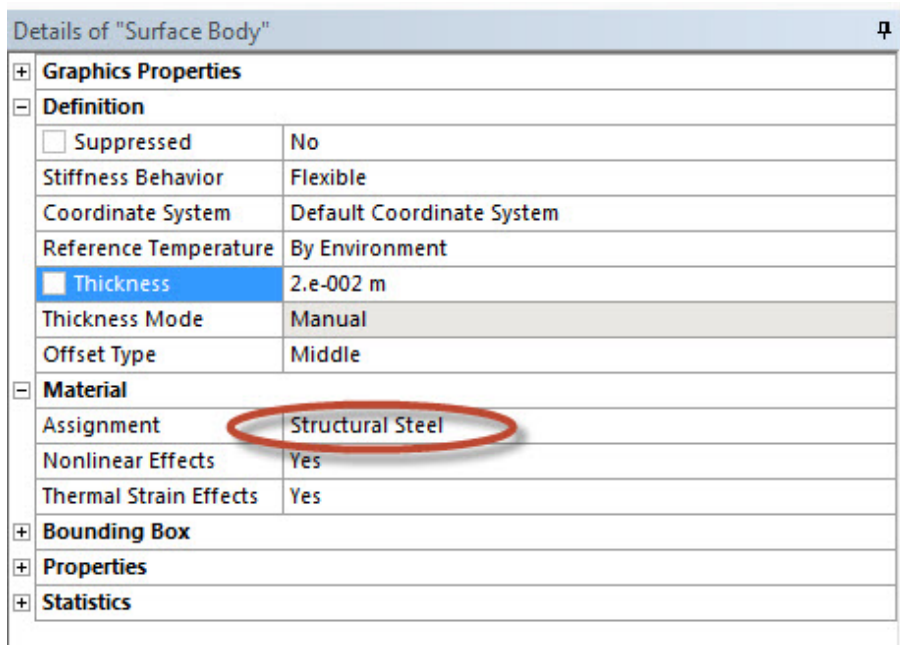 Details of "Surface Body"
Graphics Properties
Definition
Suppressed No
Stiffness Behavior Flexible
Coordinate System Default Coordinate System
Reference Temperature By Environment
Thickness 2.e-002 m
Thickness Mode Manual
Offset Type Middle
Material
Assignment Structural Steel
Nonlinear Effects Yes
Thermal Strain Effects Yes
Bounding Box
Properties
Statistics